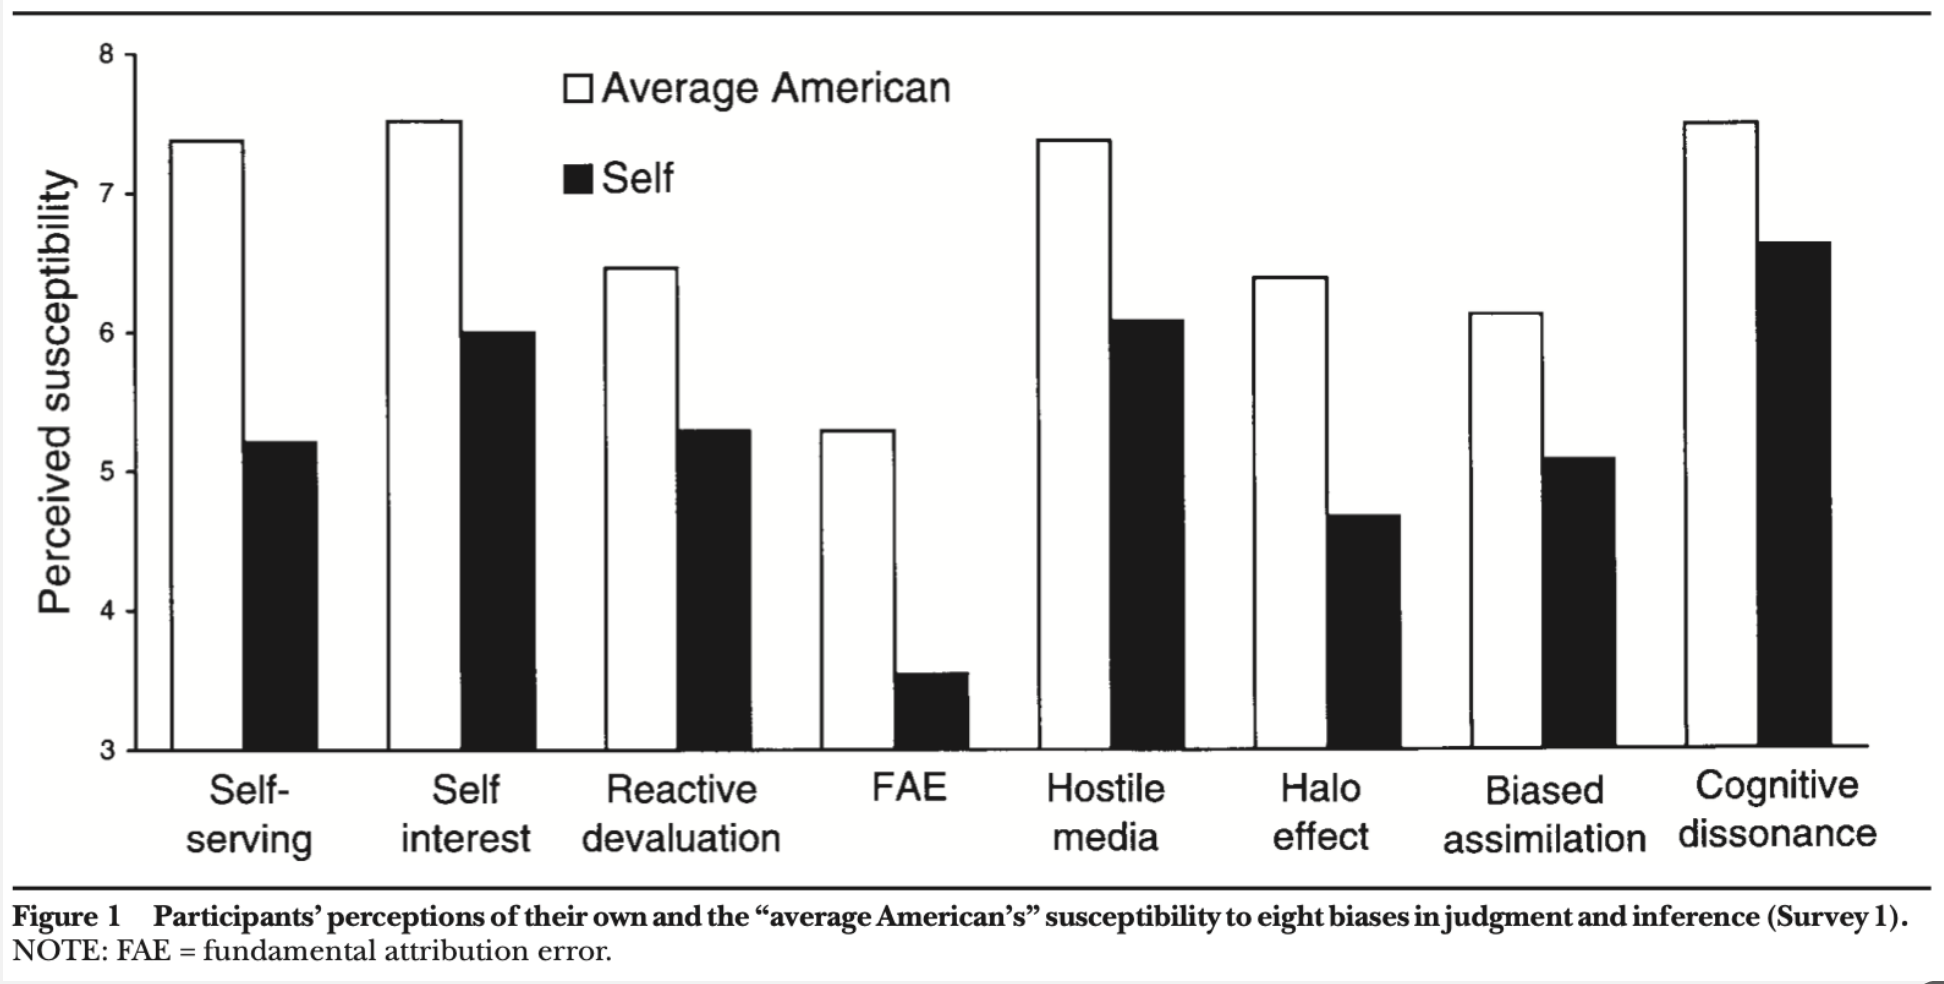 8
7
6
5
4
3
Perceived susceptibility
Average American
Self
Self-
serving
Self
interest
Reactive
devaluation
FAE
Hostile
media
Halo
effect
Biased
assimilation
Cognitive
dissonance
Figure 1 Participants’ perceptions of their own and the “average American’s” susceptibility to eight biases in judgment and inference (Survey 1).
NOTE: FAE = fundamental attribution error.